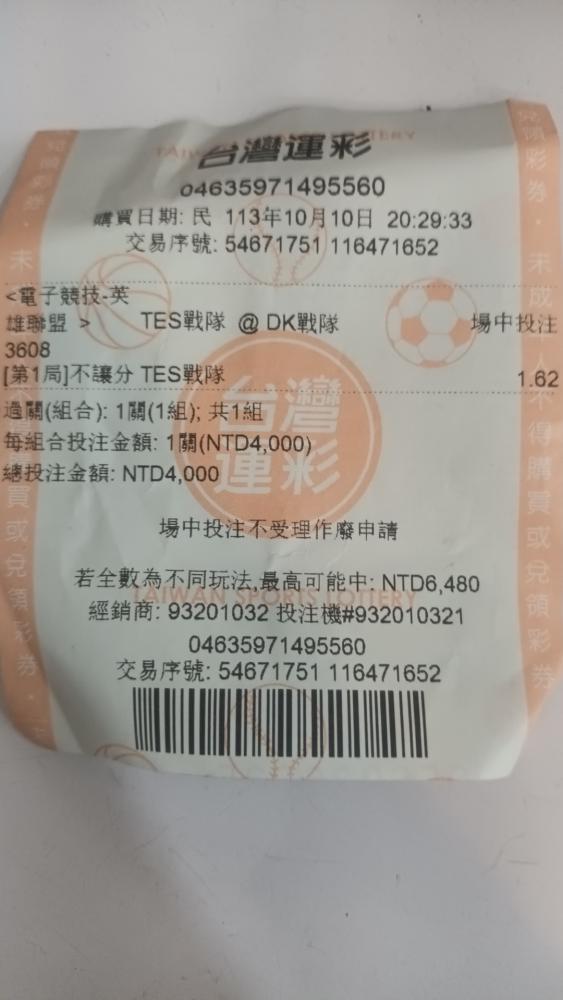 台灣運彩
04635971495560
購買日期: 民 113年10月10日 20:29:33
交易序號: 54671751 116471652
<電子競技-英
雄聯盟 > TES戰隊 @ DK戰隊 場中投注
3608
[第1局]不讓分 TES戰隊 1.62
過關(組合): 1關(1組); 共1組
每組合投注金額: 1關(NTD4,000)
總投注金額: NTD4,000
台灣
運彩
場中投注不受理作廢申請
若全數為不同玩法,最高可能中: NTD6,480
TAIWAN SPORTS LOTTERY
經銷商: 93201032 投注機#932010321
04635971495560
交易序號: 54671751 116471652